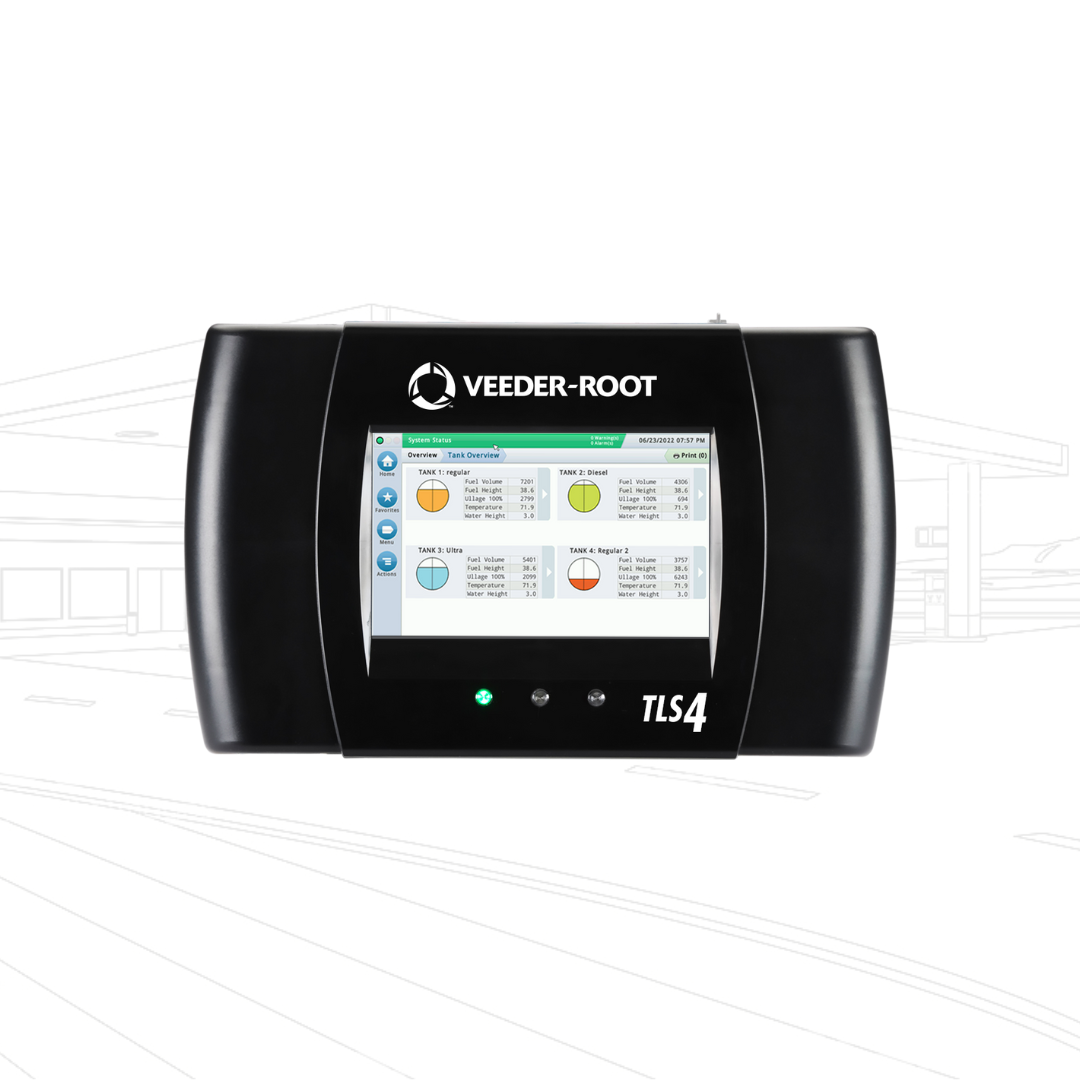 VEEDER-ROOT
™
System Status
0 Warning(s)
0 Alarm(s)
06/23/2022 07:57 PM
Overview
Tank Overview
Print (0)
Home
Favorites
Menu
Actions
TANK 1: regular
Fuel Volume 7201
Fuel Height 38.6
Ullage 100% 2799
Temperature 71.9
Water Height 3.0
TANK 2: Diesel
Fuel Volume 4306
Fuel Height 38.6
Ullage 100% 694
Temperature 71.9
Water Height 3.0
TANK 3: Ultra
Fuel Volume 5401
Fuel Height 38.6
Ullage 100% 2099
Temperature 71.9
Water Height 3.0
TANK 4: Regular 2
Fuel Volume 3757
Fuel Height 38.6
Ullage 100% 6243
Temperature 71.9
Water Height 3.0
TLS4